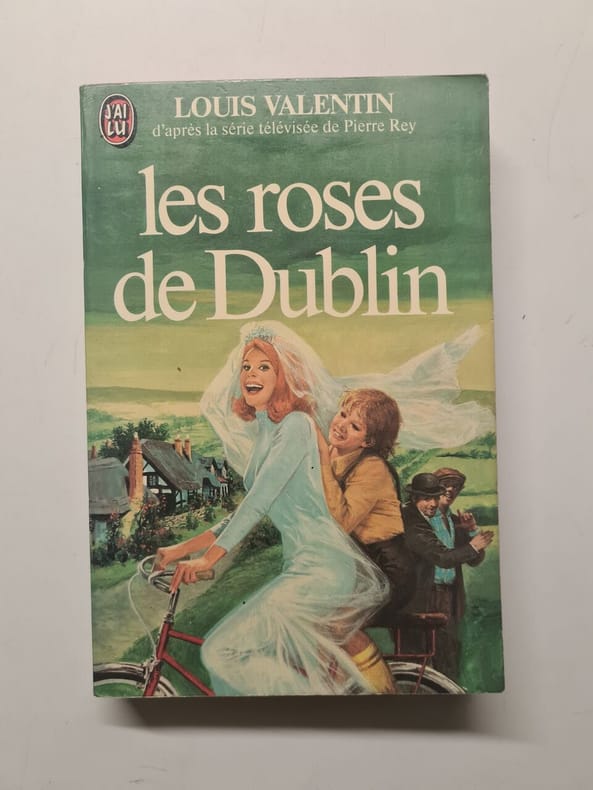 J'AI
LU
LOUIS VALENTIN
d'après la série télévisée de Pierre Rey
les roses
de Dublin